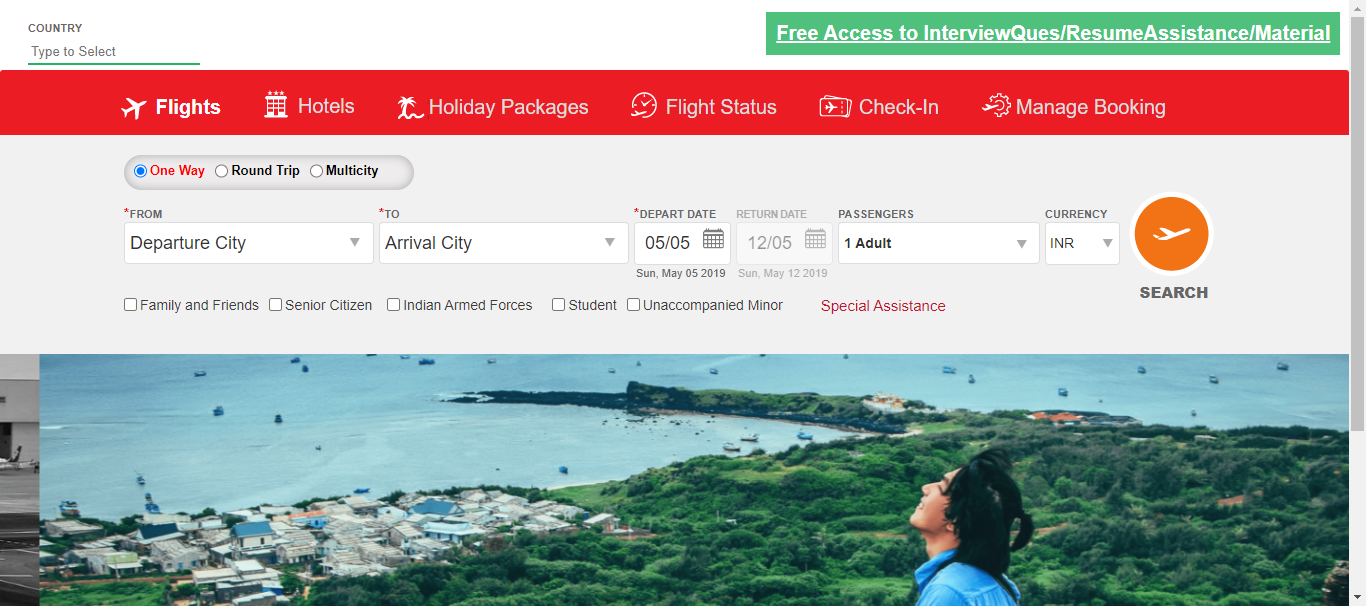 COUNTRY
Type to Select
Free Access to InterviewQues/ResumeAssistance/Material
Flights Hotels Holiday Packages Flight Status Check-In Manage Booking
One Way Round Trip Multicity
*FROM *TO *DEPART DATE RETURN DATE PASSENGERS CURRENCY
Departure City Arrival City 05/05 12/05 1 Adult INR
Sun, May 05 2019 Sun, May 12 2019
SEARCH
Family and Friends Senior Citizen Indian Armed Forces Student Unaccompanied Minor Special Assistance